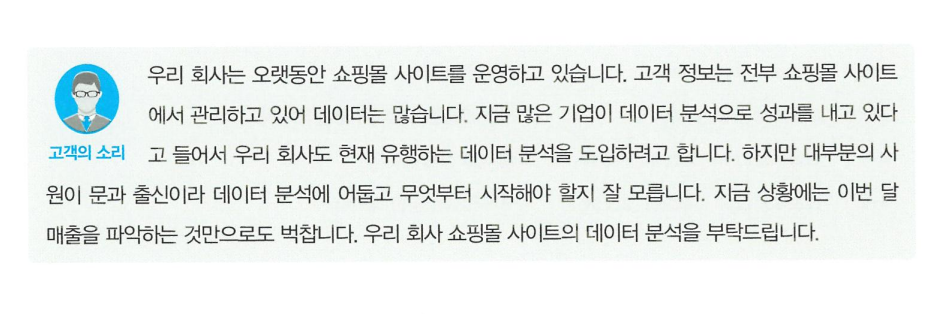 우리 회사는 오랫동안 쇼핑몰 사이트를 운영하고 있습니다. 고객 정보는 전부 쇼핑몰 사이트
에서 관리하고 있어 데이터는 많습니다. 지금 많은 기업이 데이터 분석으로 성과를 내고 있다
고객의 소리
고 들어서 우리 회사도 현재 유행하는 데이터 분석을 도입하려고 합니다. 하지만 대부분의 사
원이 문과 출신이라 데이터 분석에 어둡고 무엇부터 시작해야 할지 잘 모릅니다. 지금 상황에는 이번 달
매출을 파악하는 것만으로도 벅찹니다. 우리 회사 쇼핑몰 사이트의 데이터 분석을 부탁드립니다.